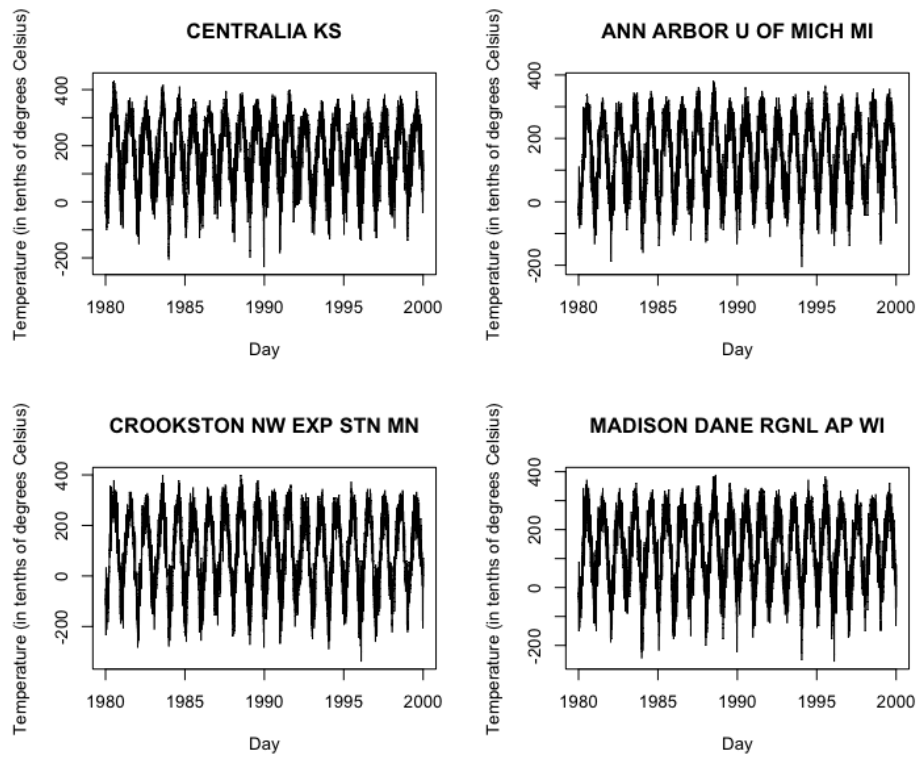 CENTRALIA KS
Temperature (in tenths of degrees Celsius)
400
200
0
-200
1980 1985 1990 1995 2000
Day
ANN ARBOR U OF MICH MI
Temperature (in tenths of degrees Celsius)
400
200
0
-200
1980 1985 1990 1995 2000
Day
CROOKSTON NW EXP STN MN
Temperature (in tenths of degrees Celsius)
400
200
0
-200
1980 1985 1990 1995 2000
Day
MADISON DANE RGNL AP WI
Temperature (in tenths of degrees Celsius)
400
200
0
-200
1980 1985 1990 1995 2000
Day